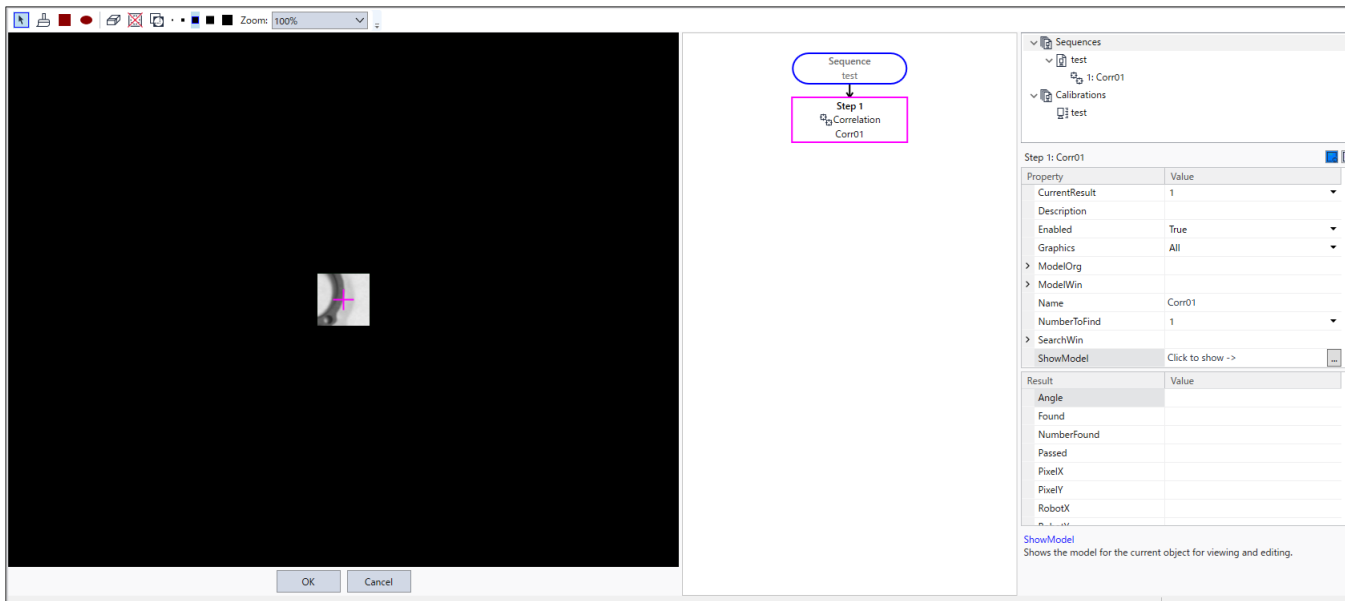 Zoom: 100%
Sequence
test
Step 1
Correlation
Corr01
OK
Cancel
Sequences
test
1: Corr01
Calibrations
test
Step 1: Corr01
Property Value
CurrentResult 1
Description
Enabled True
Graphics All
ModelOrg
ModelWin
Name Corr01
NumberToFind 1
SearchWin
ShowModel Click to show -> ...
Result Value
Angle
Found
NumberFound
Passed
PixelX
PixelY
RobotX
ShowModel
Shows the model for the current object for viewing and editing.